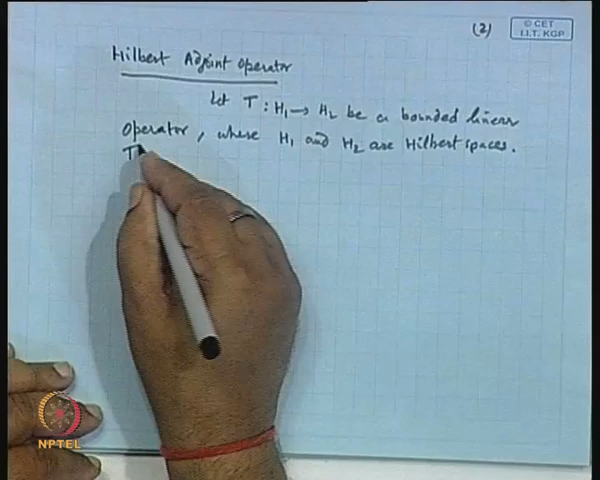 (2)
© CET
I.I.T. KGP
Hilbert Adjoint Operator
Let T : H₁ → H₂ be a bounded linear
Operator, where H₁ and H₂ are Hilbert spaces.
T
NPTEL